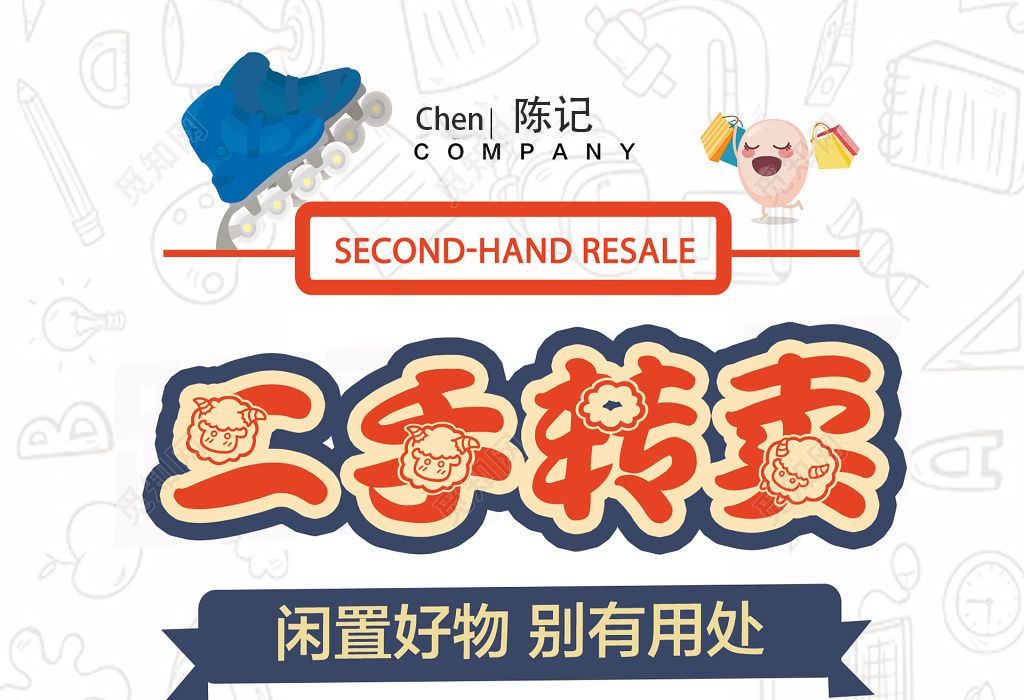 Chen| 陈记
COMPANY
SECOND-HAND RESALE
二手转卖
闲置好物 别有用处